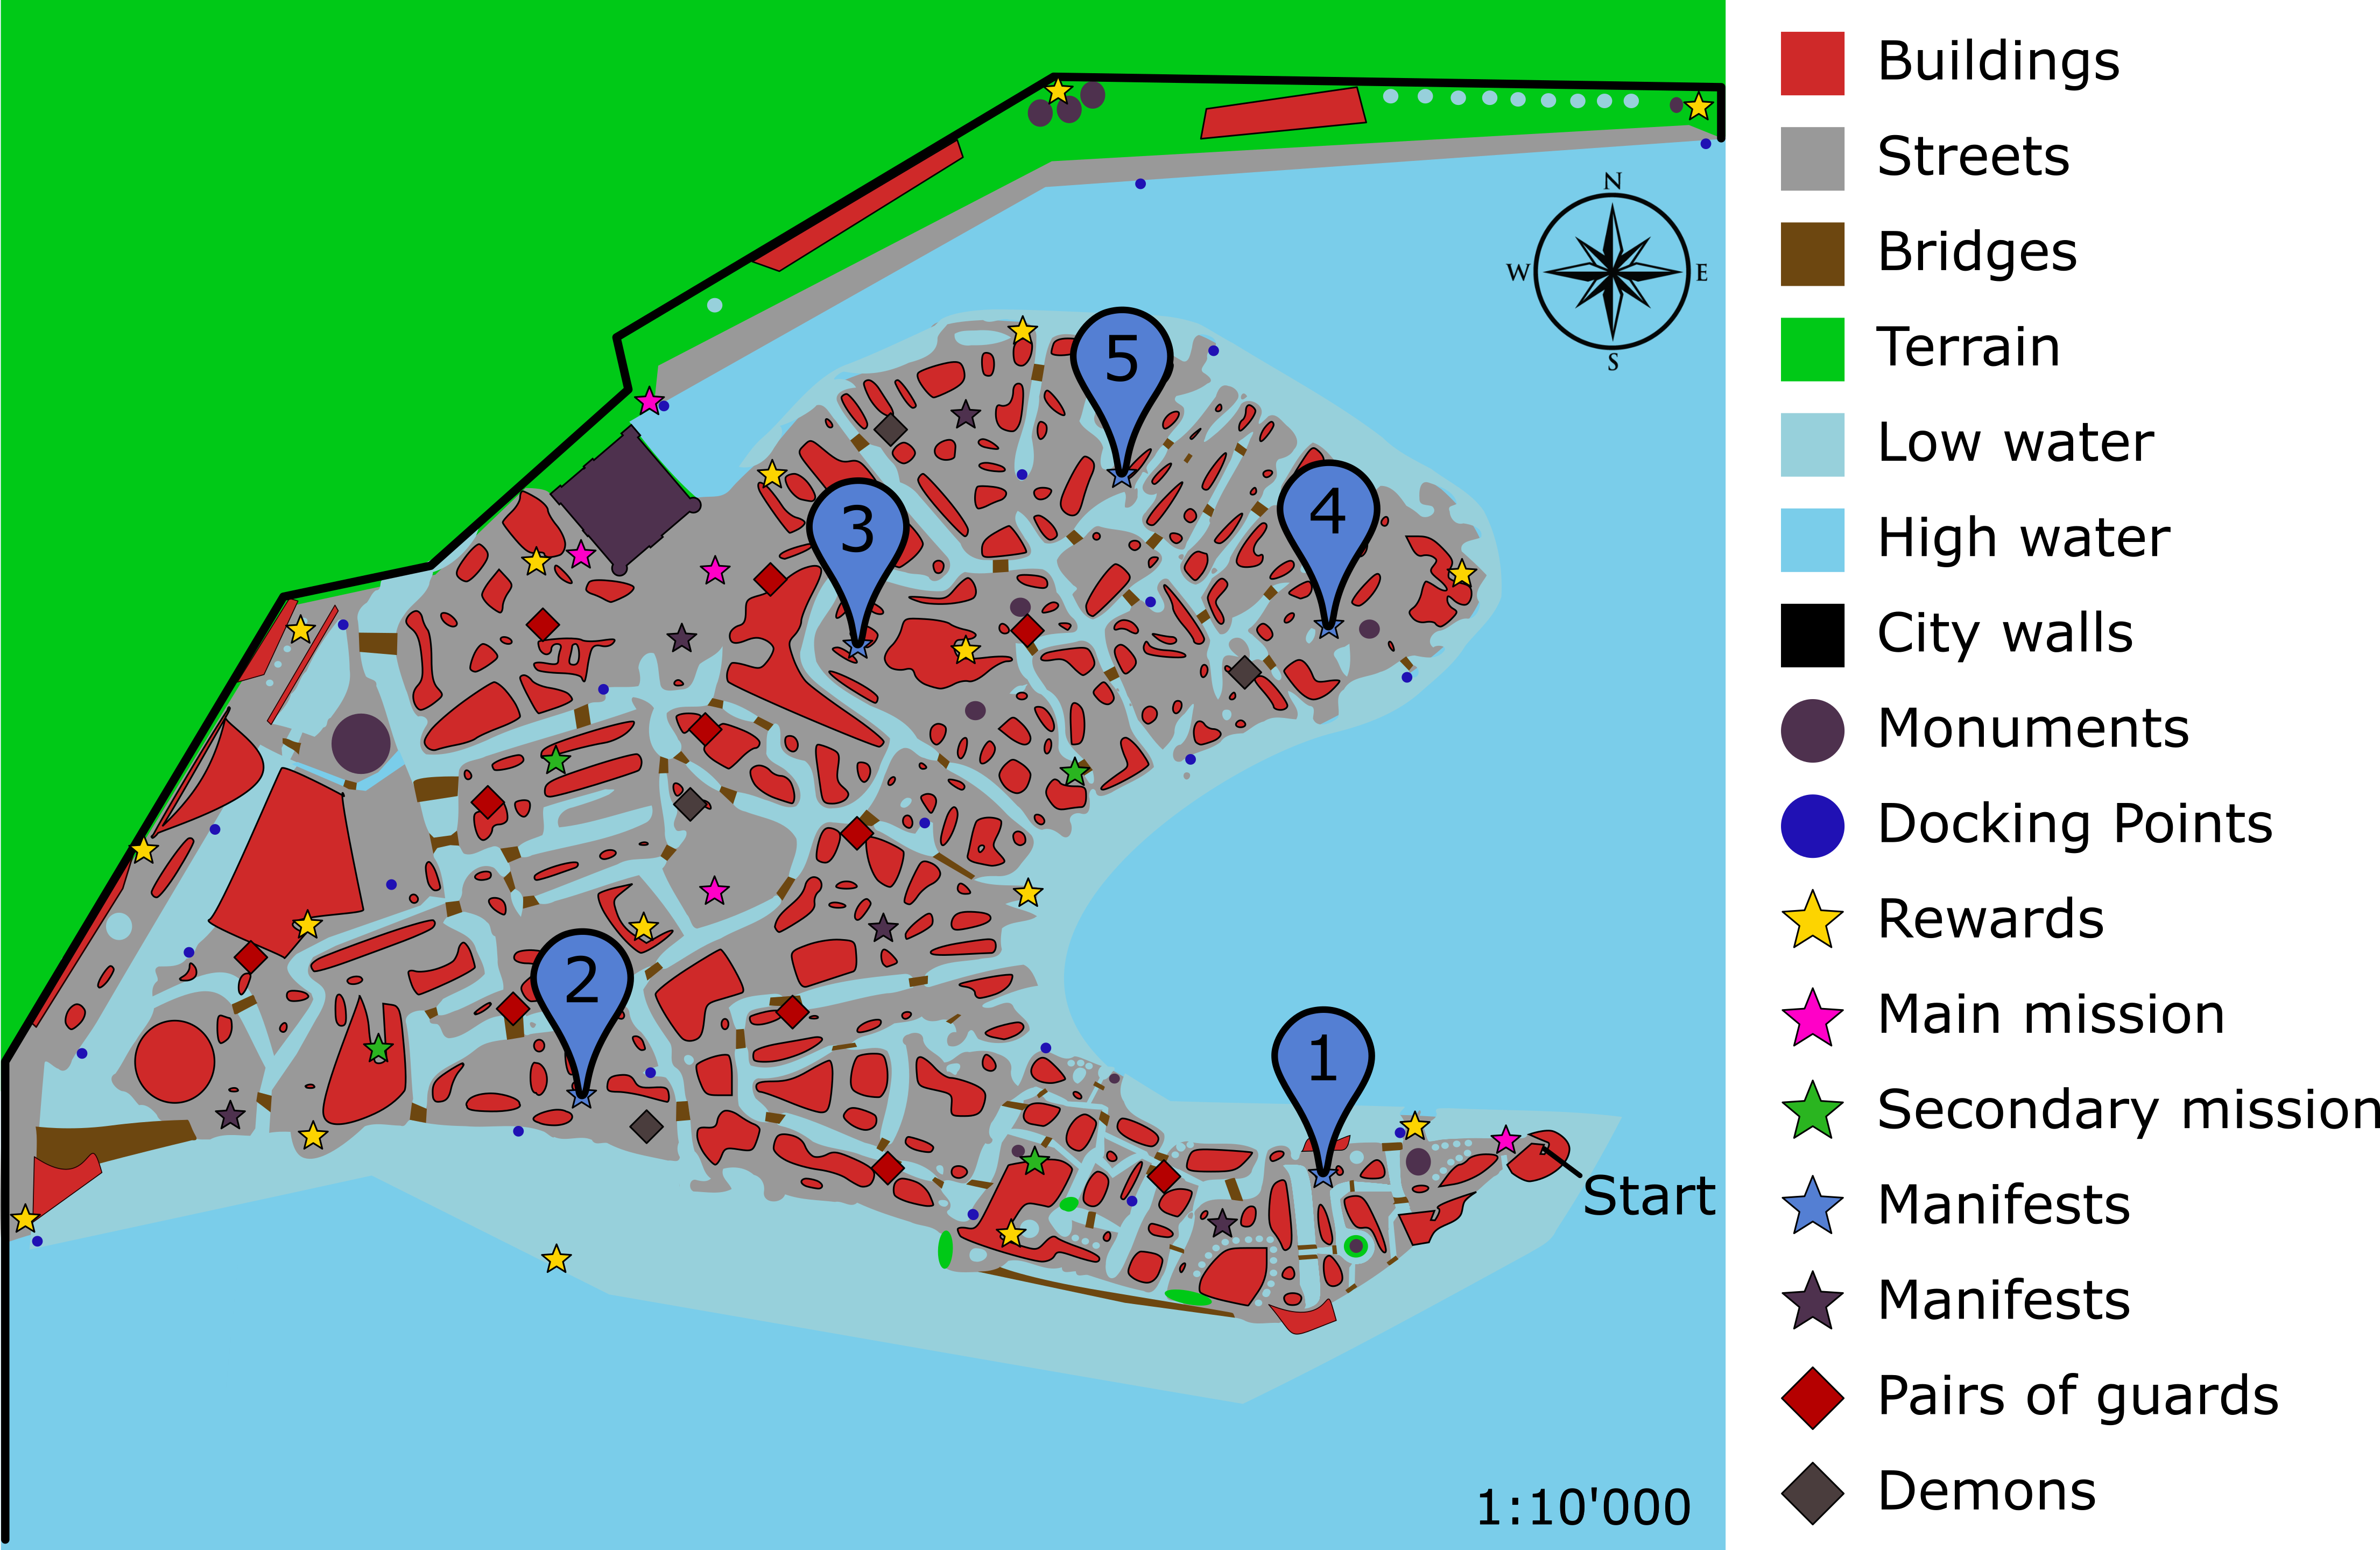 N
W E
S
5
3
4
2
1
Start
1:10'000
Buildings
Streets
Bridges
Terrain
Low water
High water
City walls
Monuments
Docking Points
Rewards
Main mission
Secondary mission
Manifests
Manifests
Pairs of guards
Demons